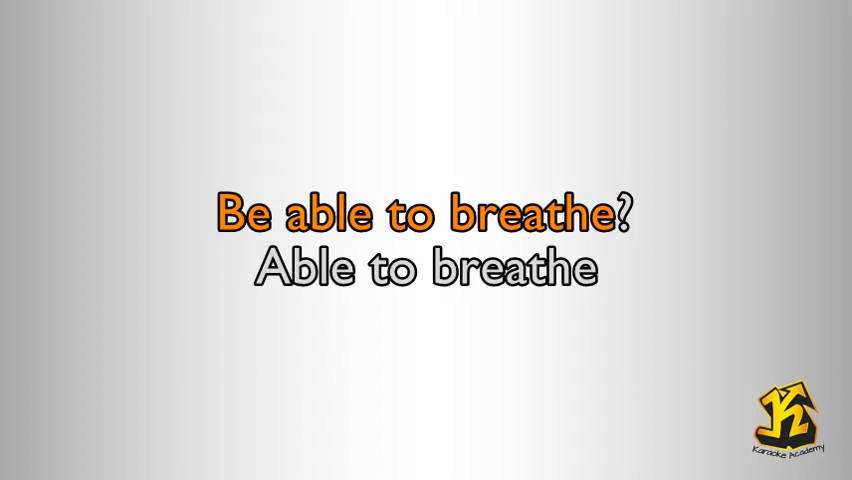 Be able to breathe?
Able to breathe
K
Karaoke Academy